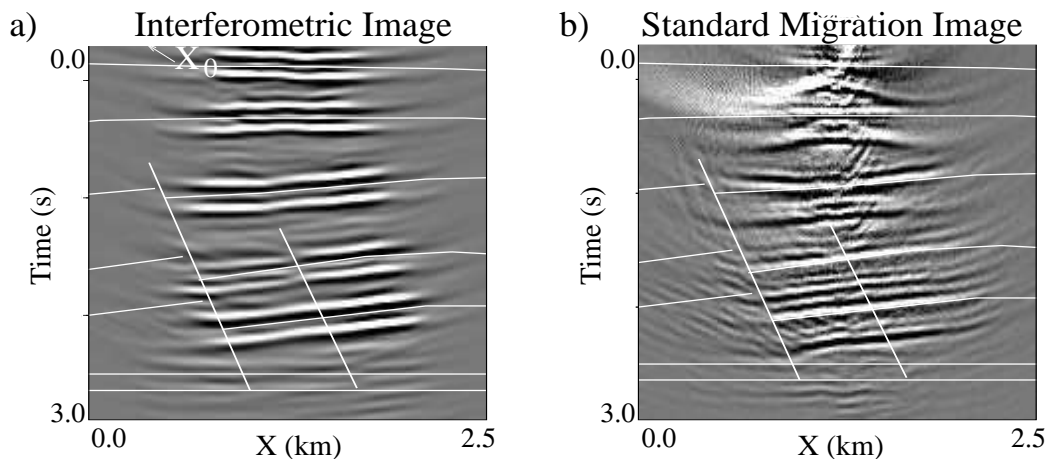 a) Interferometric Image
0.0
X0
Time (s)
3.0
0.0 2.5
X (km)
b) Standard Migration Image
0.0
Time (s)
3.0
0.0 2.5
X (km)